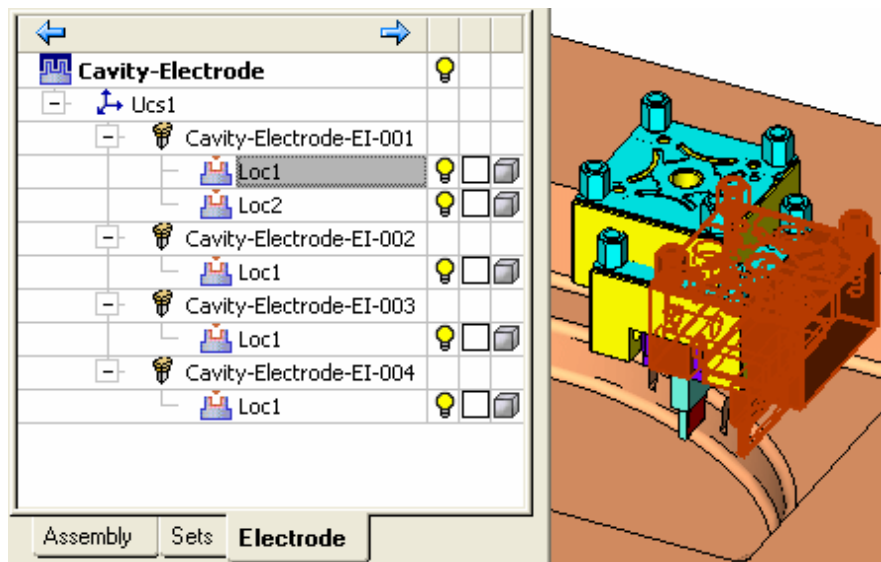 Cavity-Electrode
Ucs1
Cavity-Electrode-EI-001
Loc1
Loc2
Cavity-Electrode-EI-002
Loc1
Cavity-Electrode-EI-003
Loc1
Cavity-Electrode-EI-004
Loc1
Assembly Sets Electrode